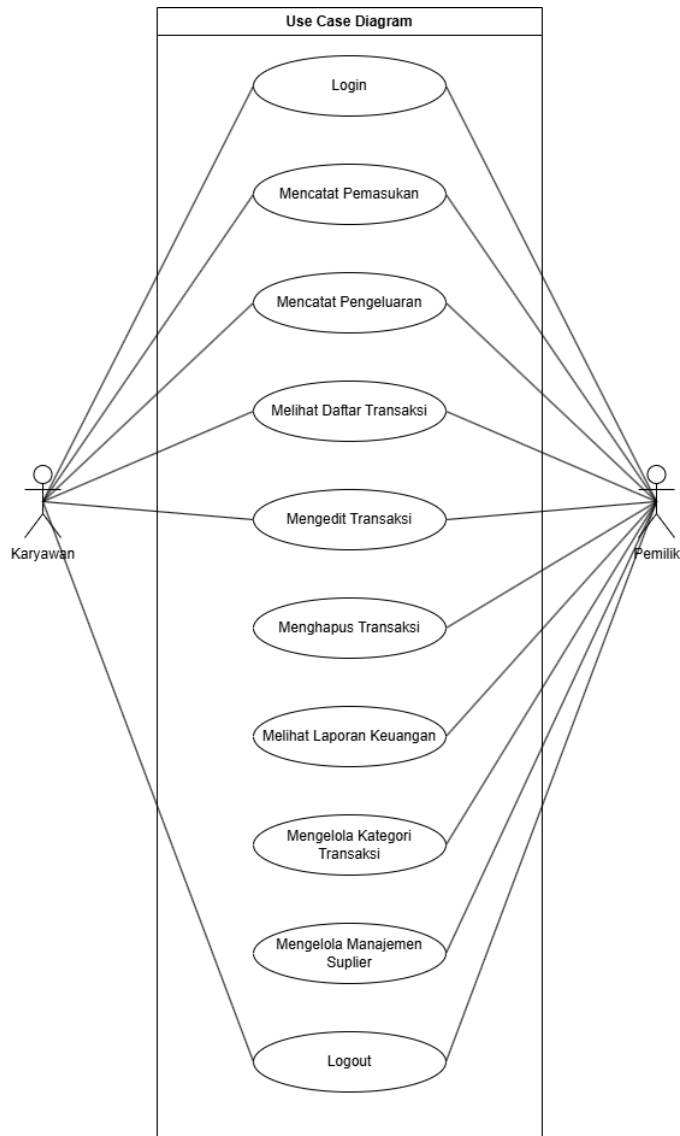 Use Case Diagram
Login
Mencatat Pemasukan
Mencatat Pengeluaran
Melihat Daftar Transaksi
Mengedit Transaksi
Karyawan
Pemilik
Menghapus Transaksi
Melihat Laporan Keuangan
Mengelola Kategori
Transaksi
Mengelola Manajemen
Suplier
Logout